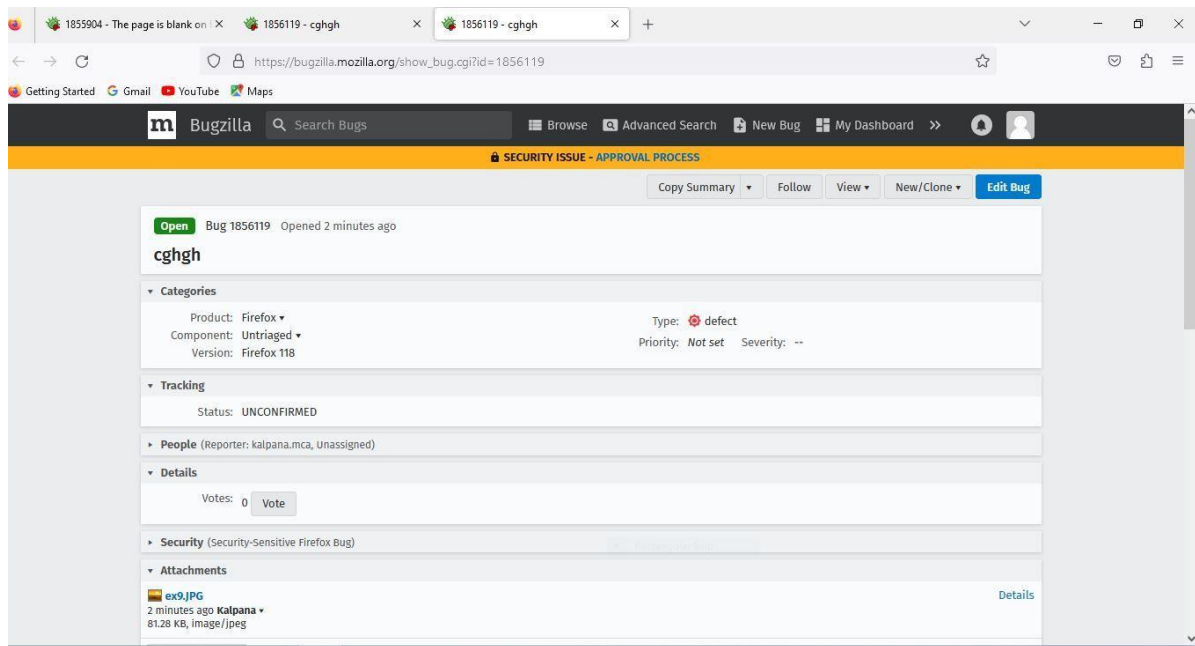 1855904 - The page is blank on 1856119 - cghgh 1856119 - cghgh
https://bugzilla.mozilla.org/show_bug.cgi?id=1856119
Getting Started Gmail YouTube Maps
m Bugzilla Search Bugs Browse Advanced Search New Bug My Dashboard
SECURITY ISSUE - APPROVAL PROCESS
Copy Summary Follow View New/Clone Edit Bug
Open Bug 1856119 Opened 2 minutes ago
cghgh
Categories
Product: Firefox Type: defect
Component: Untriaged Priority: Not set Severity: --
Version: Firefox 118
Tracking
Status: UNCONFIRMED
People (Reporter: kalpana.mca, Unassigned)
Details
Votes: 0 Vote
Security (Security-Sensitive Firefox Bug)
Attachments
ex9.JPG Details
2 minutes ago Kalpana
81.28 KB, image/jpeg